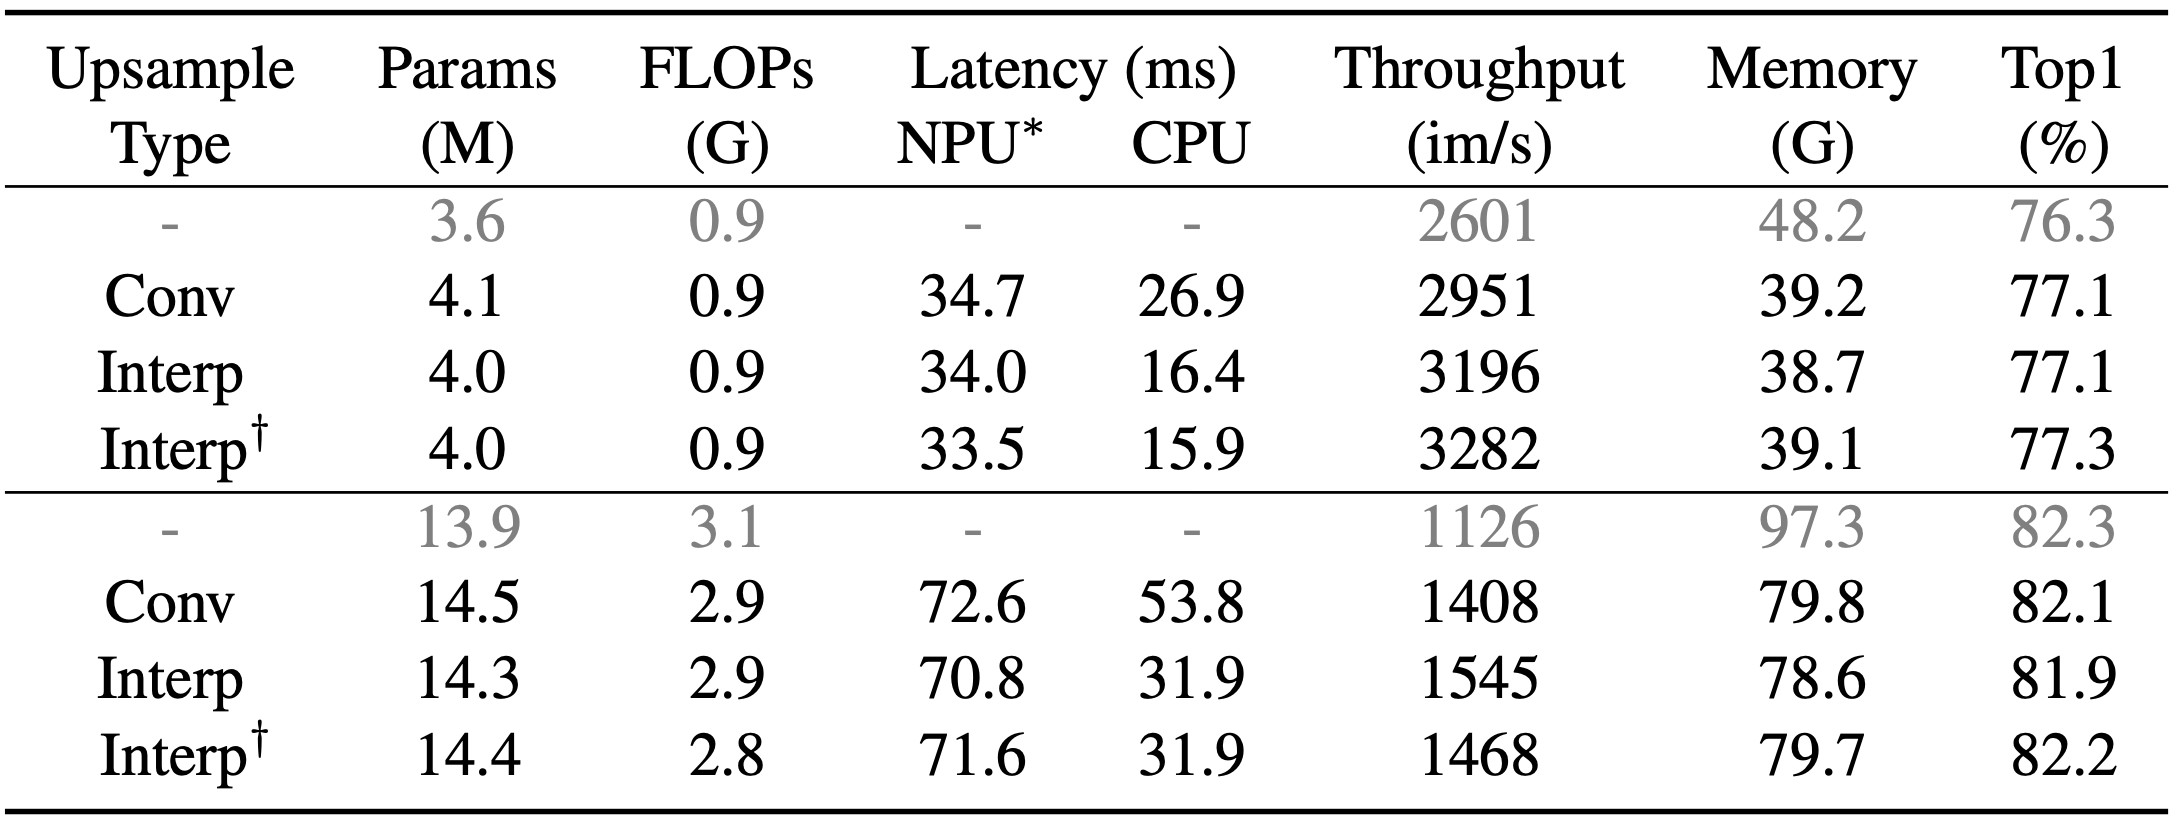 Upsample Params FLOPs Latency (ms) Throughput Memory Top1
Type (M) (G) NPU* CPU (im/s) (G) (%)
- 3.6 0.9 - - 2601 48.2 76.3
Conv 4.1 0.9 34.7 26.9 2951 39.2 77.1
Interp 4.0 0.9 34.0 16.4 3196 38.7 77.1
Interp† 4.0 0.9 33.5 15.9 3282 39.1 77.3
- 13.9 3.1 - - 1126 97.3 82.3
Conv 14.5 2.9 72.6 53.8 1408 79.8 82.1
Interp 14.3 2.9 70.8 31.9 1545 78.6 81.9
Interp† 14.4 2.8 71.6 31.9 1468 79.7 82.2